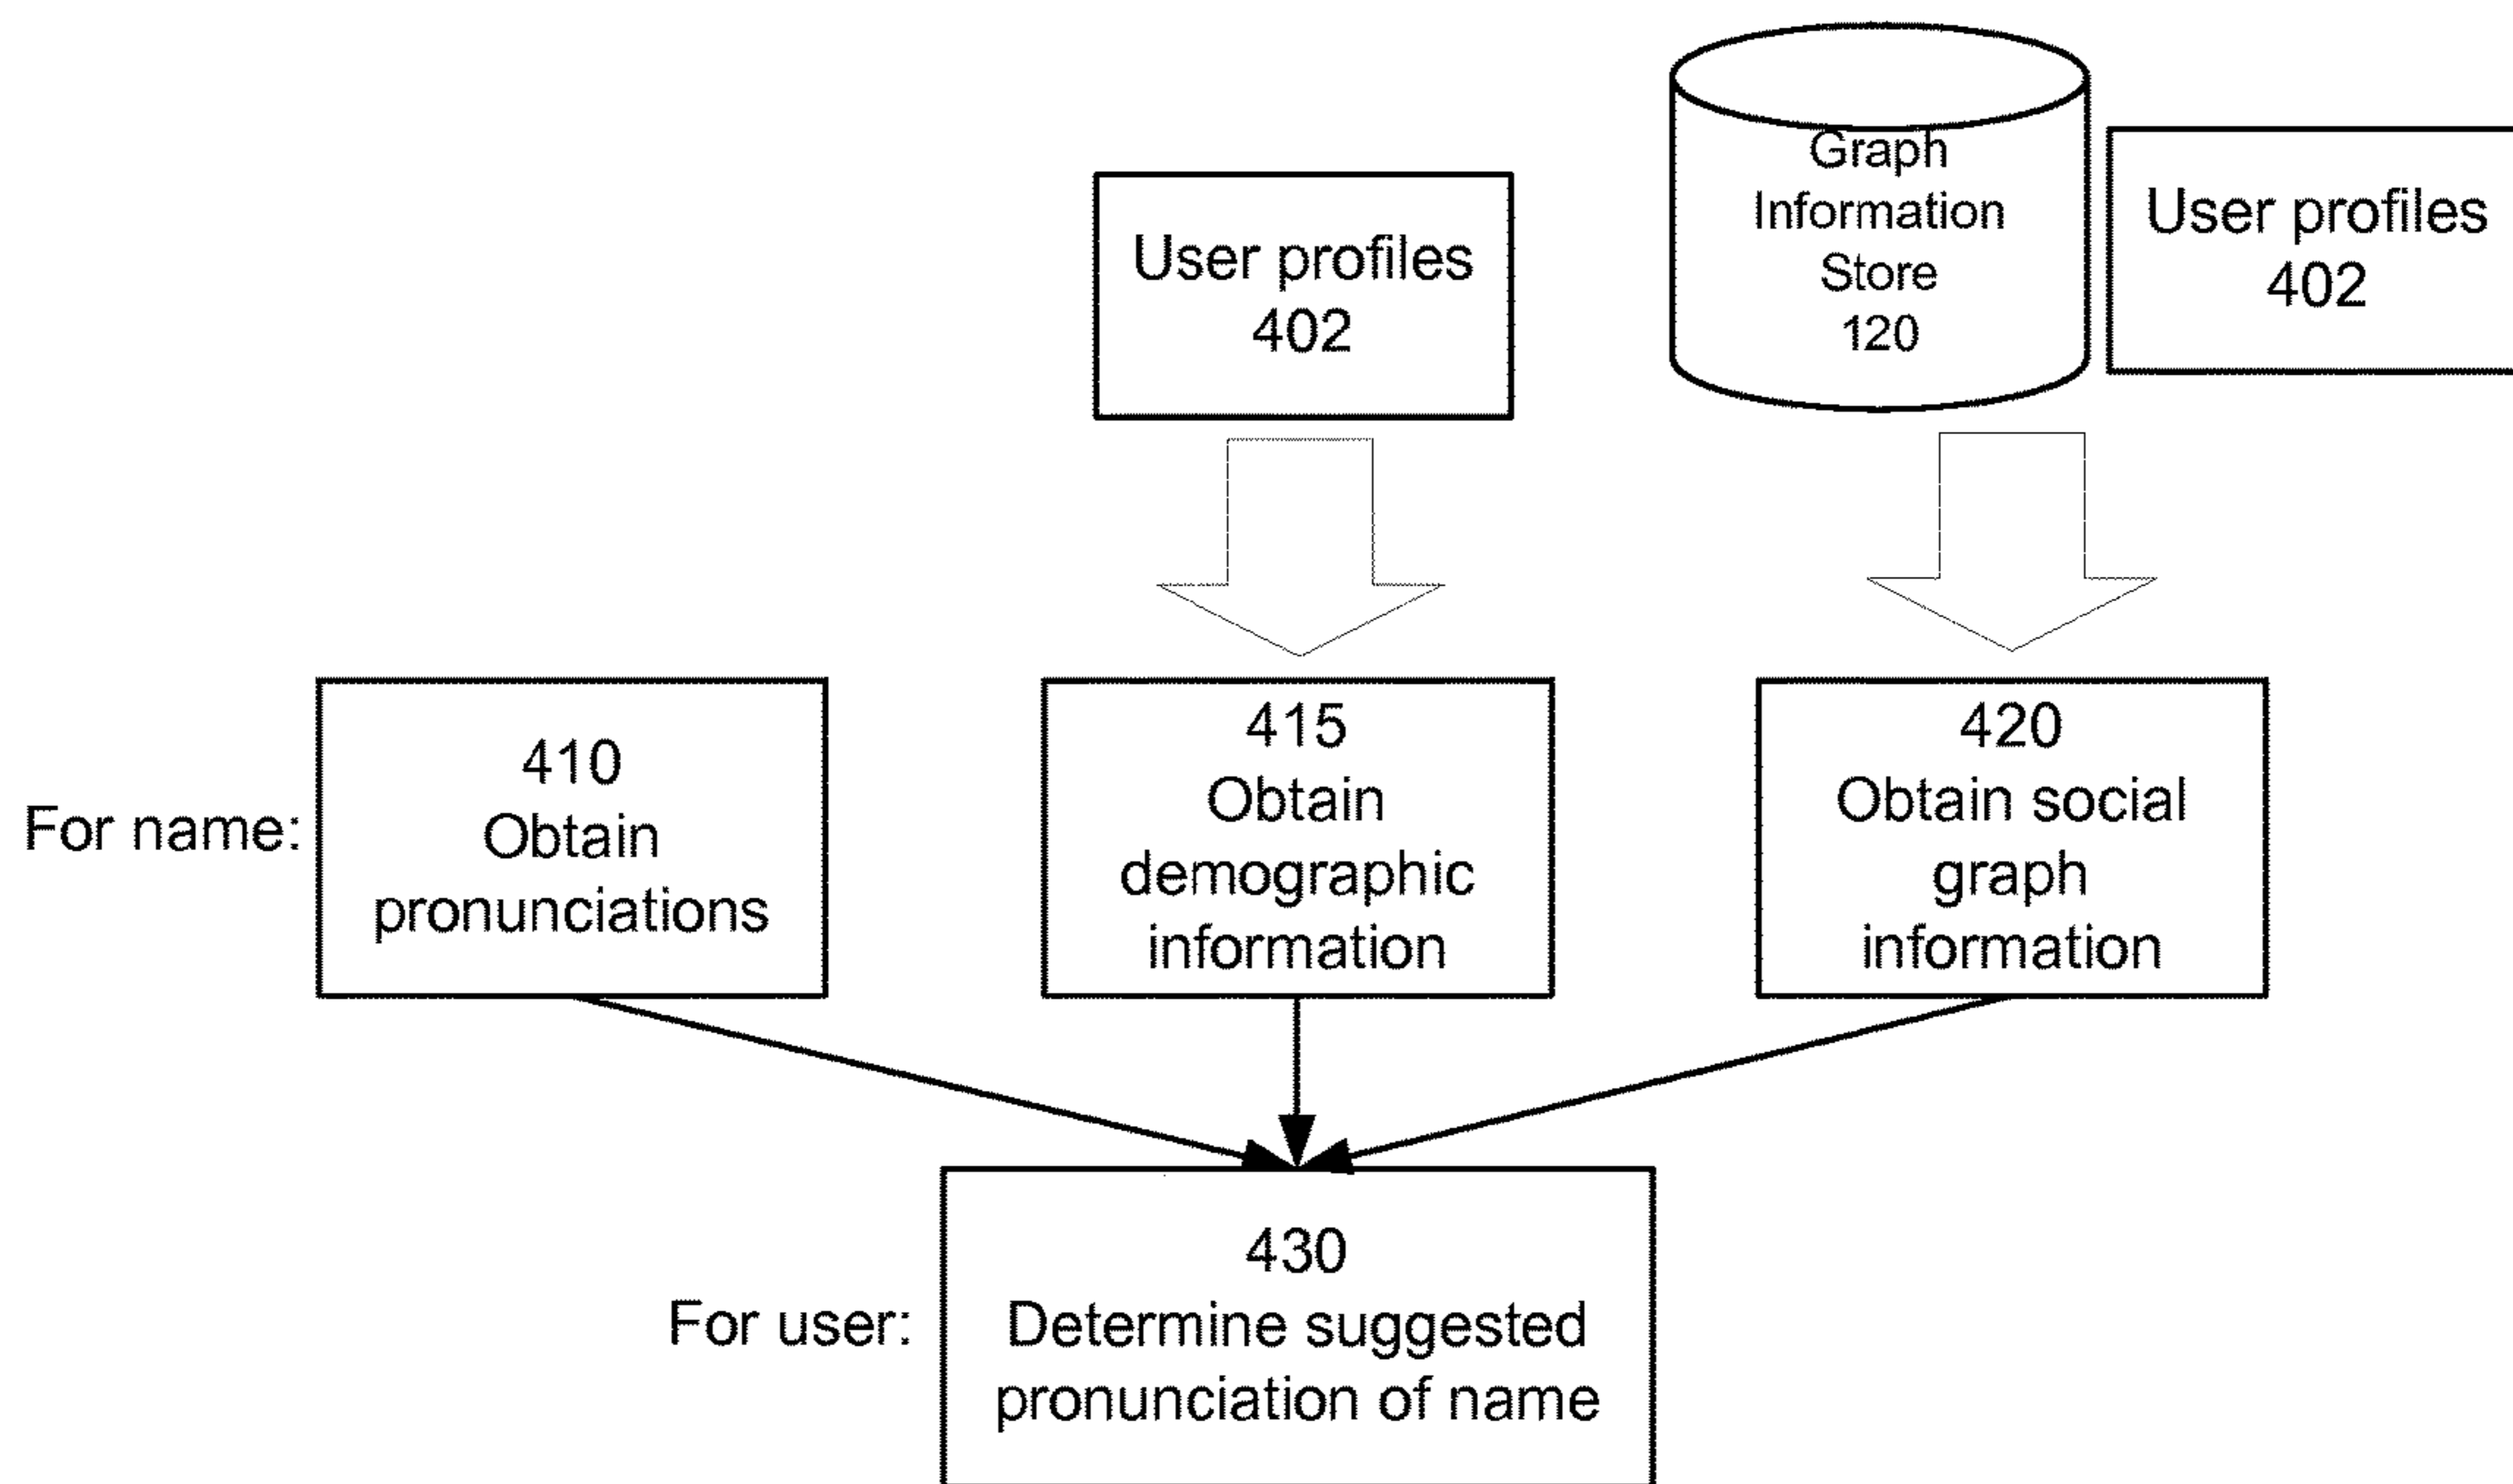 User profiles
402
Graph
Information
Store
120
User profiles
402
For name:
410
Obtain
pronunciations
415
Obtain
demographic
information
420
Obtain social
graph
information
For user:
430
Determine suggested
pronunciation of name